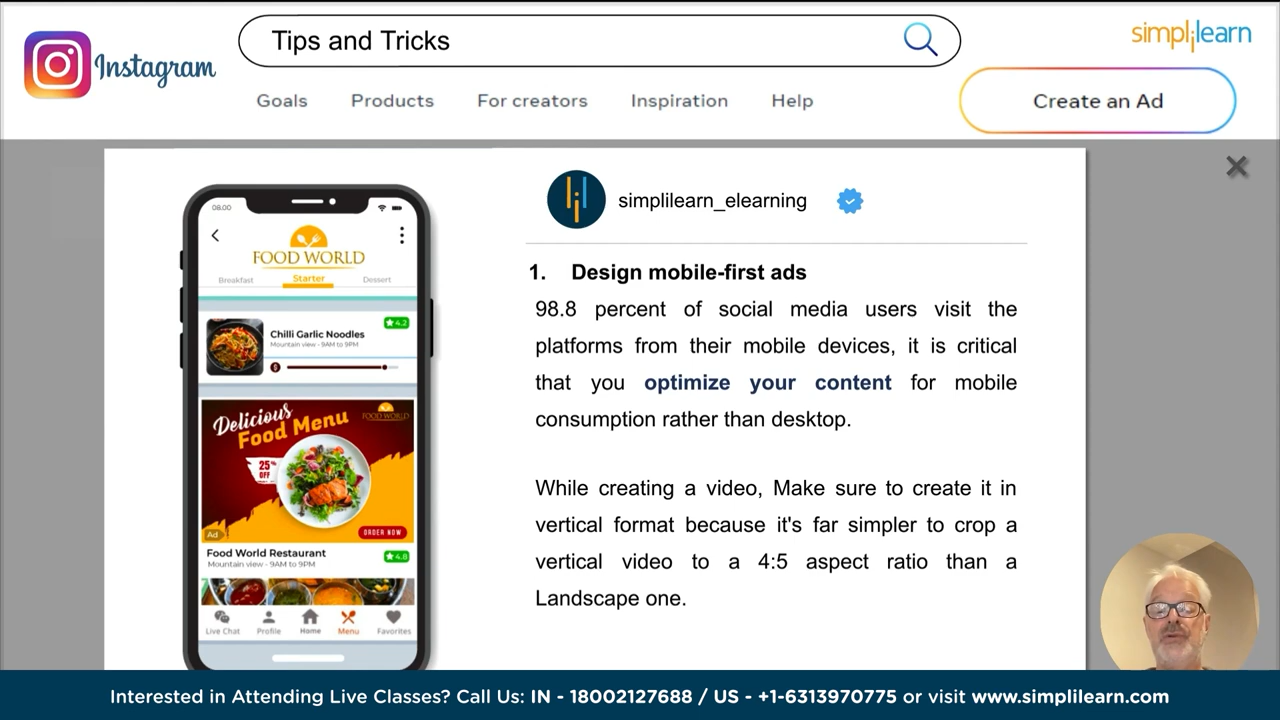 Instagram
Tips and Tricks
simplilearn
Goals Products For creators Inspiration Help
Create an Ad
08.00
FOOD WORLD
Breakfast Starter Dessert
Chilli Garlic Noodles
4.2
Mountain view - 9AM to 9PM
Delicious
Food Menu
FOOD WORLD
25%
OFF
Ad
ORDER NOW
Food World Restaurant
4.8
Mountain view - 9AM to 9PM
Live Chat Profile Home Menu Favorites
simplilearn_elearning
1. Design mobile-first ads
98.8 percent of social media users visit the
platforms from their mobile devices, it is critical
that you optimize your content for mobile
consumption rather than desktop.
While creating a video, Make sure to create it in
vertical format because it's far simpler to crop a
vertical video to a 4:5 aspect ratio than a
Landscape one.
Interested in Attending Live Classes? Call Us: IN - 18002127688 / US - +1-6313970775 or visit www.simplilearn.com